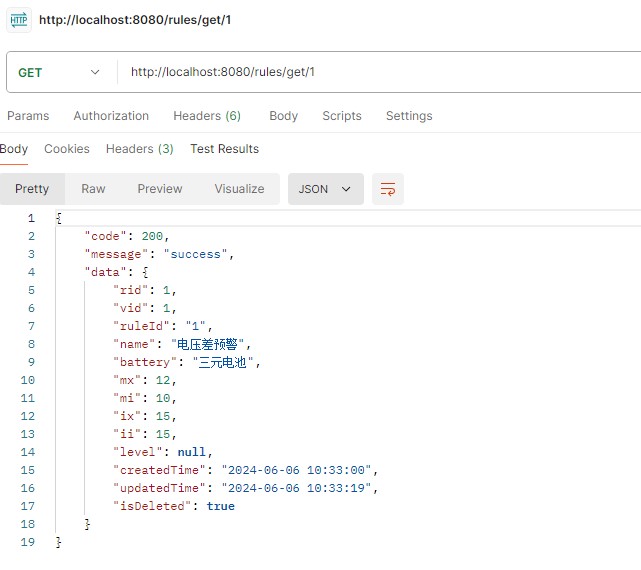 HTTP http://localhost:8080/rules/get/1
GET http://localhost:8080/rules/get/1
Params Authorization Headers (6) Body Scripts Settings
Body Cookies Headers (3) Test Results
Pretty Raw Preview Visualize JSON
1 {
2 "code": 200,
3 "message": "success",
4 "data": {
5 "rid": 1,
6 "vid": 1,
7 "ruleId": "1",
8 "name": "电压差预警",
9 "battery": "三元电池",
10 "mx": 12,
11 "mi": 10,
12 "ix": 15,
13 "ii": 15,
14 "level": null,
15 "createdTime": "2024-06-06 10:33:00",
16 "updatedTime": "2024-06-06 10:33:19",
17 "isDeleted": true
18 }
19 }